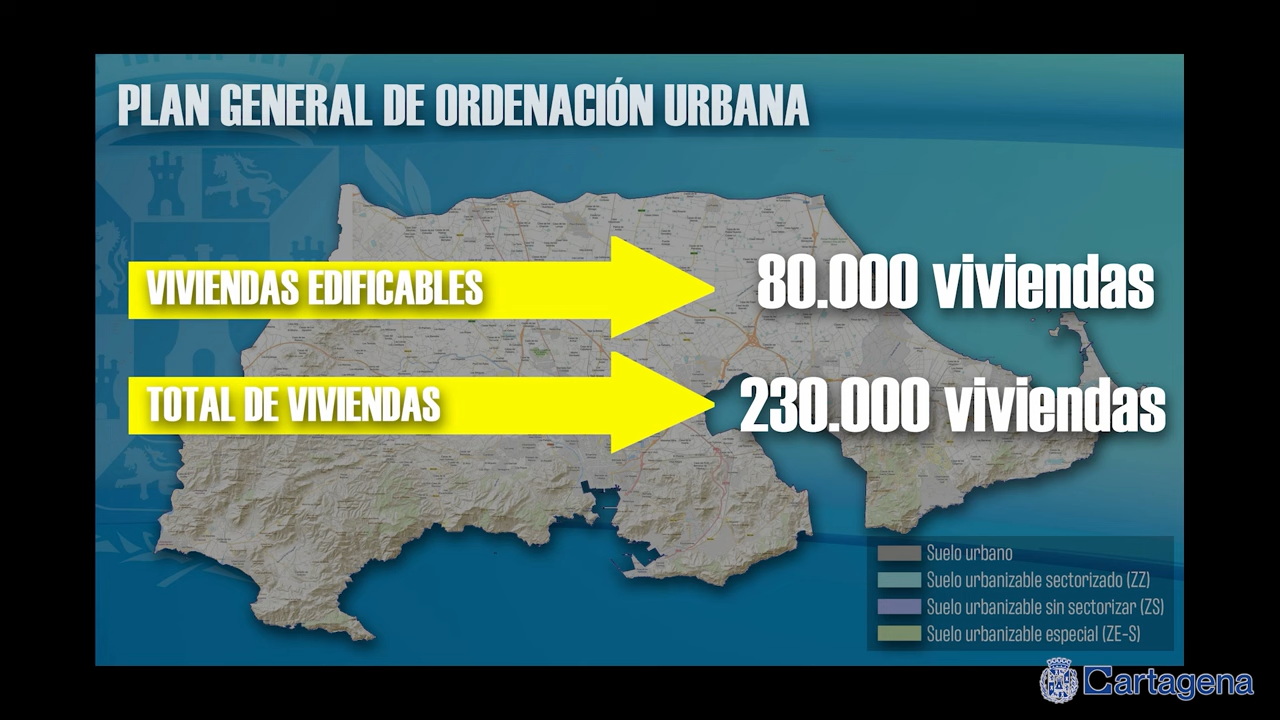 PLAN GENERAL DE ORDENACIÓN URBANA
VIVIENDAS EDIFICABLES
80.000 viviendas
TOTAL DE VIVIENDAS
230.000 viviendas
Suelo urbano
Suelo urbanizable sectorizado (ZZ)
Suelo urbanizable sin sectorizar (ZS)
Suelo urbanizable especial (ZE-S)
Cartagena